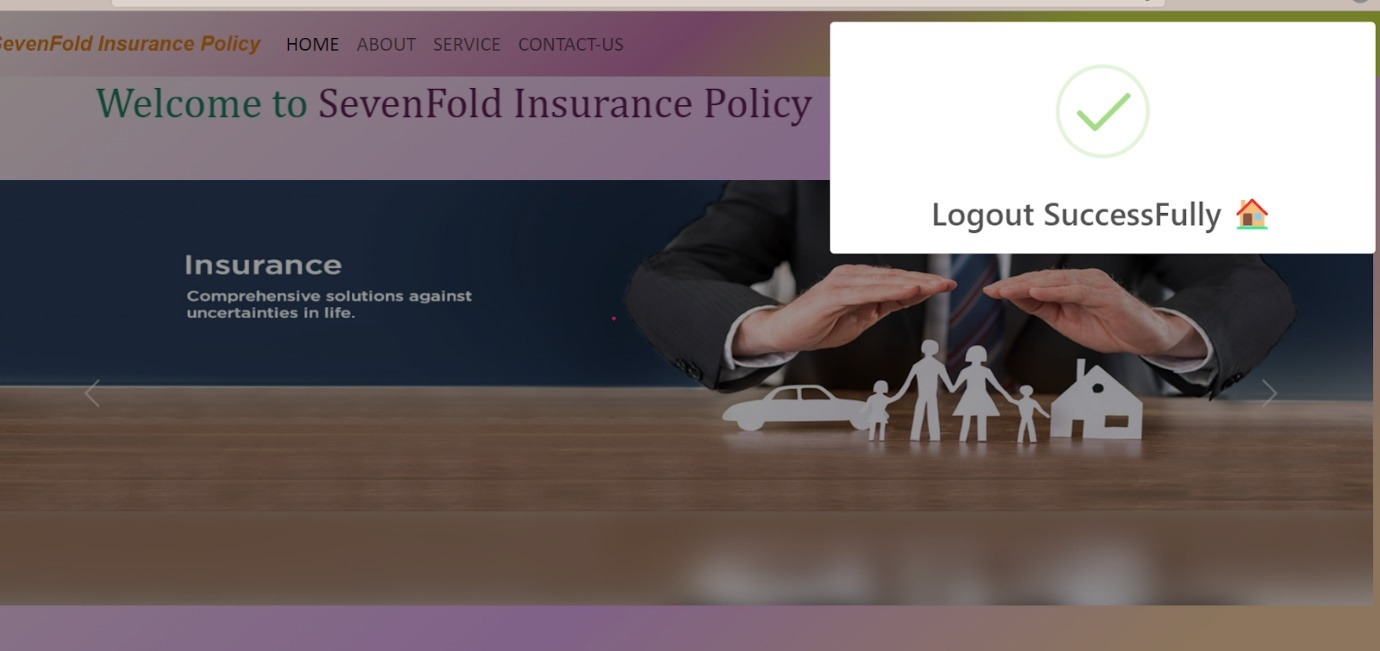 SevenFold Insurance Policy HOME ABOUT SERVICE CONTACT-US
Welcome to SevenFold Insurance Policy
Logout SuccessFully 🏠
Insurance
Comprehensive solutions against
uncertainties in life.